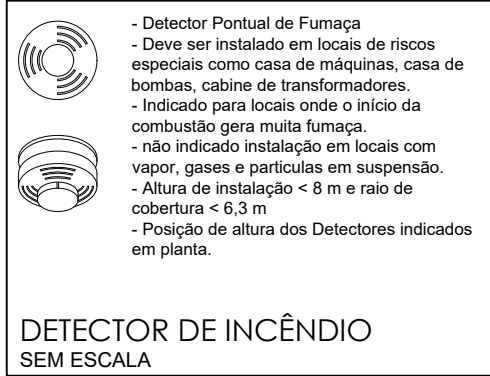 - Detector Pontual de Fumaça
- Deve ser instalado em locais de riscos
especiais como casa de máquinas, casa de
bombas, cabine de transformadores.
- Indicado para locais onde o início da
combustão gera muita fumaça.
- não indicado instalação em locais com
vapor, gases e particulas em suspensão.
- Altura de instalação < 8 m e raio de
cobertura < 6,3 m
- Posição de altura dos Detectores indicados
em planta.
DETECTOR DE INCÊNDIO
SEM ESCALA